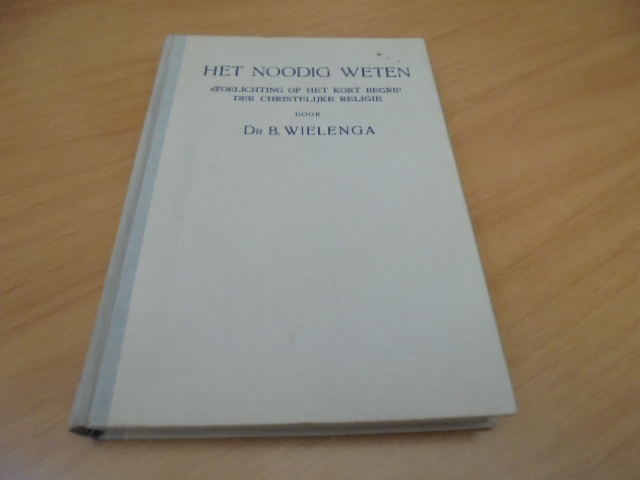 HET NOODIG WETEN
TOELICHTING OP HET KORT BEGRIP
DER CHRISTELIJKE RELIGIE
DOOR
DR B. WIELENGA